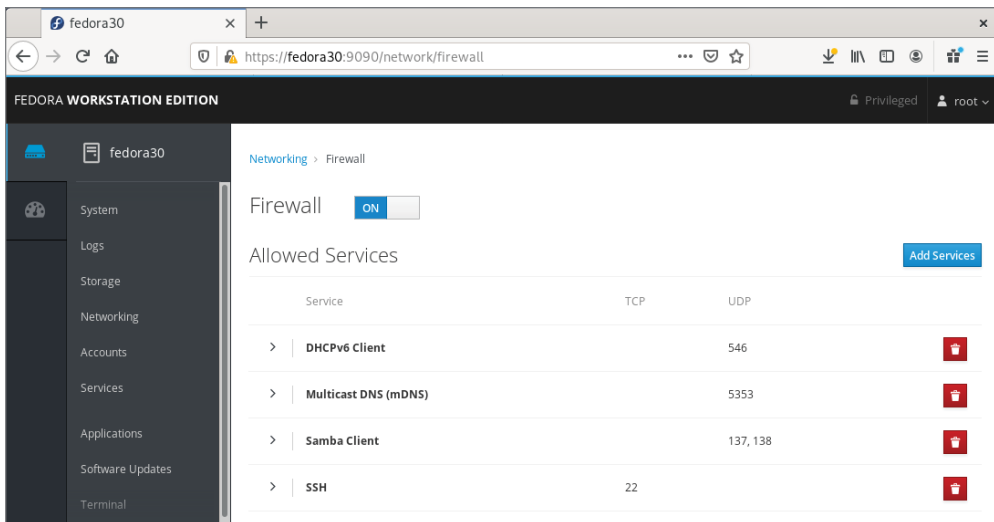 fedora30
https://fedora30:9090/network/firewall
FEDORA WORKSTATION EDITION
Privileged
root
fedora30
Networking > Firewall
System
Firewall ON
Logs
Allowed Services Add Services
Storage
Service TCP UDP
Networking
DHCPv6 Client 546
Accounts
Services
Multicast DNS (mDNS) 5353
Applications
Samba Client 137, 138
Software Updates
SSH 22
Terminal